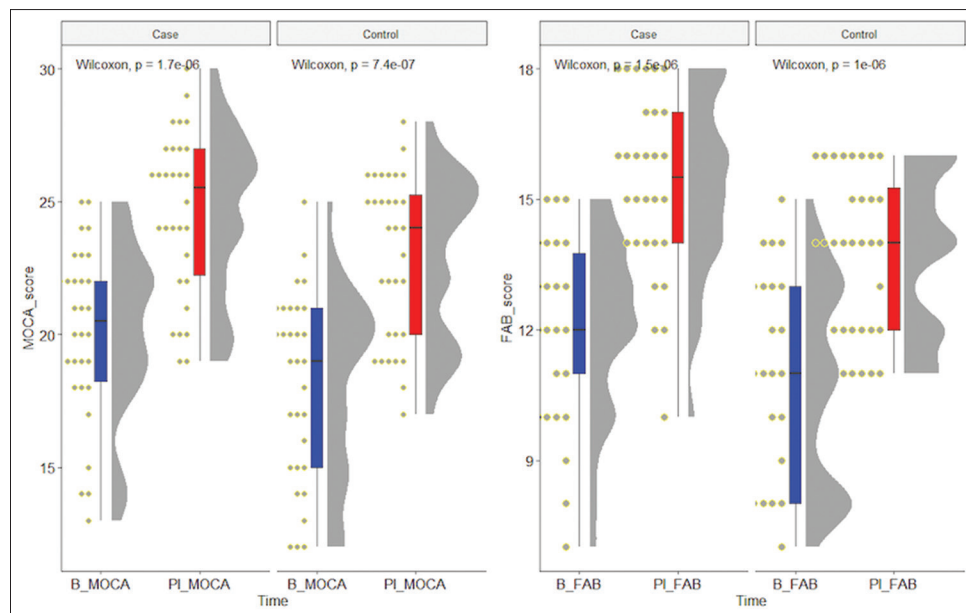 Case Control
Wilcoxon, p = 1.7e-06 Wilcoxon, p = 7.4e-07
30
25
20
15
MOCA_score
B_MOCA PI_MOCA B_MOCA PI_MOCA
Time
Case Control
Wilcoxon, p = 1.5e-06 Wilcoxon, p = 1e-06
18
15
12
9
FAB_score
B_FAB PI_FAB B_FAB PI_FAB
Time